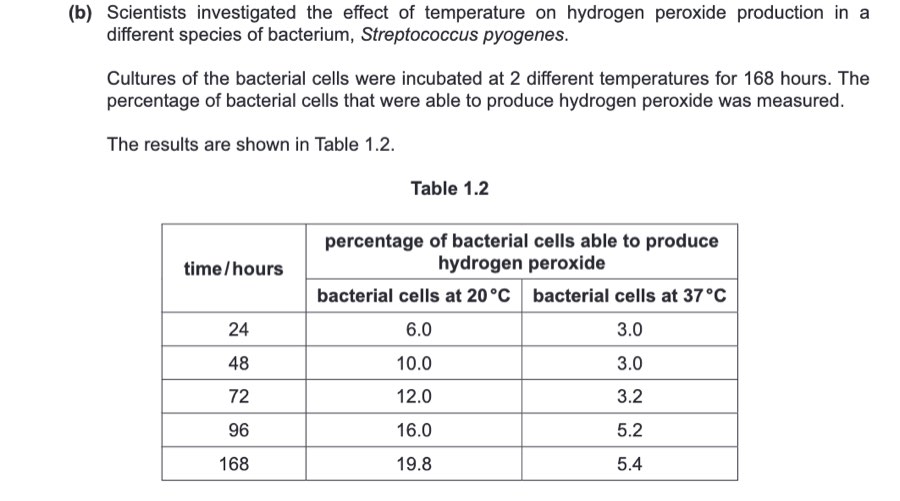 (b) Scientists investigated the effect of temperature on hydrogen peroxide production in a
different species of bacterium, Streptococcus pyogenes.
Cultures of the bacterial cells were incubated at 2 different temperatures for 168 hours. The
percentage of bacterial cells that were able to produce hydrogen peroxide was measured.
The results are shown in Table 1.2.
Table 1.2
time/hours
percentage of bacterial cells able to produce
hydrogen peroxide
bacterial cells at 20°C bacterial cells at 37°C
24 6.0 3.0
48 10.0 3.0
72 12.0 3.2
96 16.0 5.2
168 19.8 5.4